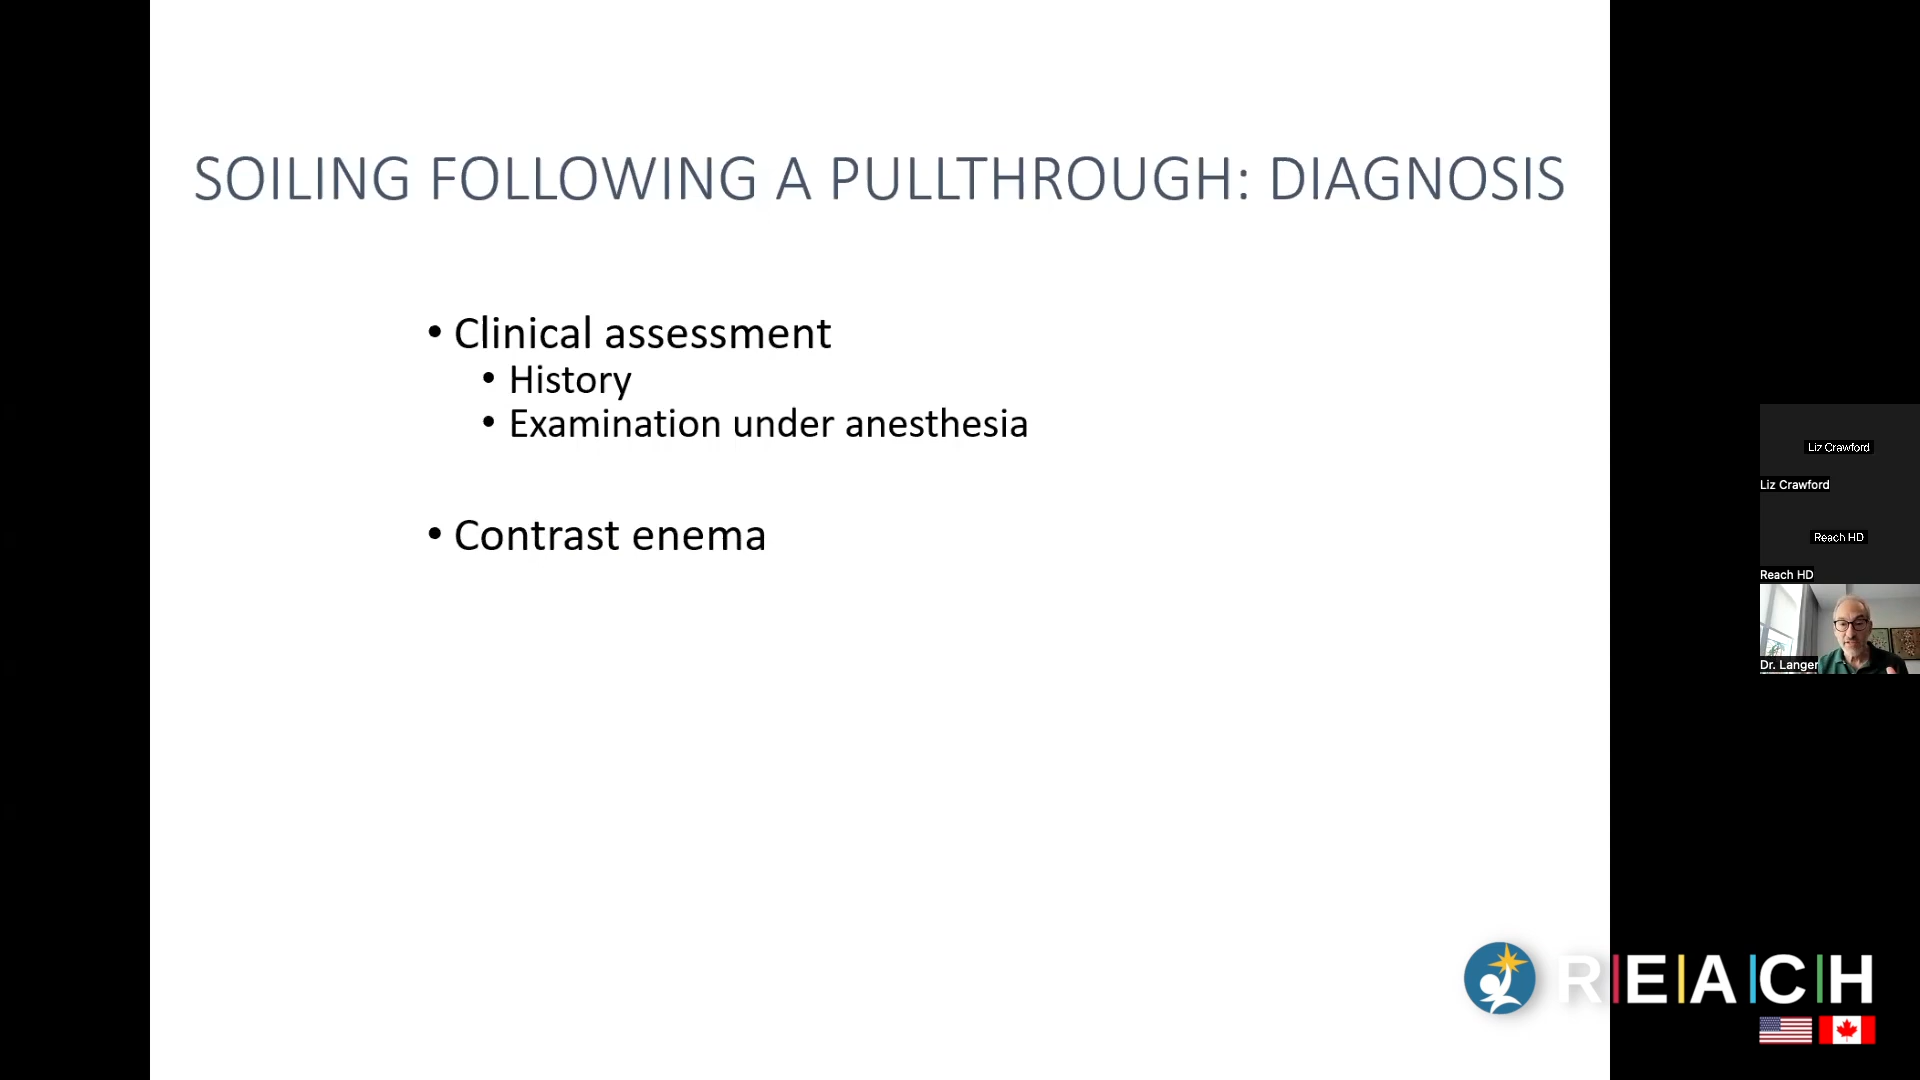 SOILING FOLLOWING A PULLTHROUGH: DIAGNOSIS
• Clinical assessment
• History
• Examination under anesthesia
• Contrast enema
Liz Crawford
Liz Crawford
Reach HD
Reach HD
Dr. Langer
R|E|A|C|H